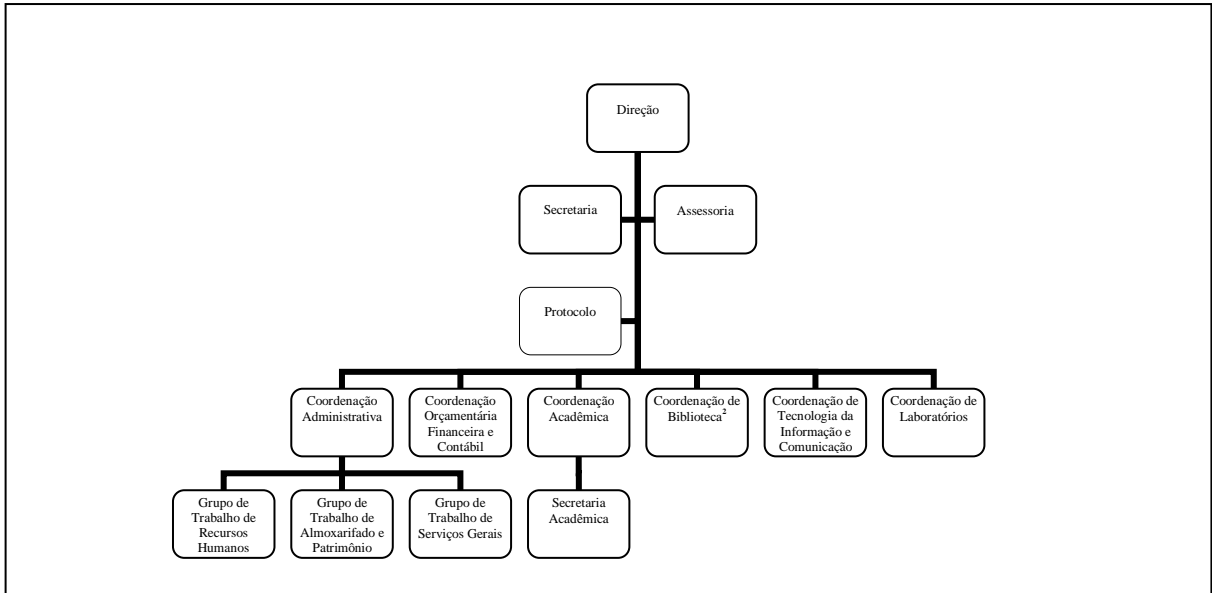 Direção
Secretaria
Assessoria
Protocolo
Coordenação
Administrativa
Coordenação
Orçamentária
Financeira e
Contábil
Coordenação
Acadêmica
Coordenação de
Biblioteca²
Coordenação de
Tecnologia da
Informação e
Comunicação
Coordenação de
Laboratórios
Grupo de
Trabalho de
Recursos
Humanos
Grupo de
Trabalho de
Almoxarifado e
Patrimônio
Grupo de
Trabalho de
Serviços Gerais
Secretaria
Acadêmica